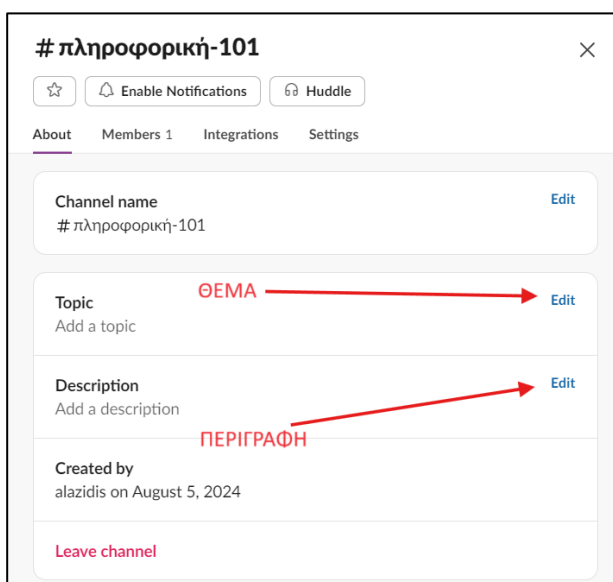 #πληροφορική-101
Enable Notifications Huddle
About Members 1 Integrations Settings
Channel name Edit
#πληροφορική-101
ΘΕΜΑ
Topic Edit
Add a topic
Description Edit
Add a description
ΠΕΡΙΓΡΑΦΗ
Created by
alazidis on August 5, 2024
Leave channel